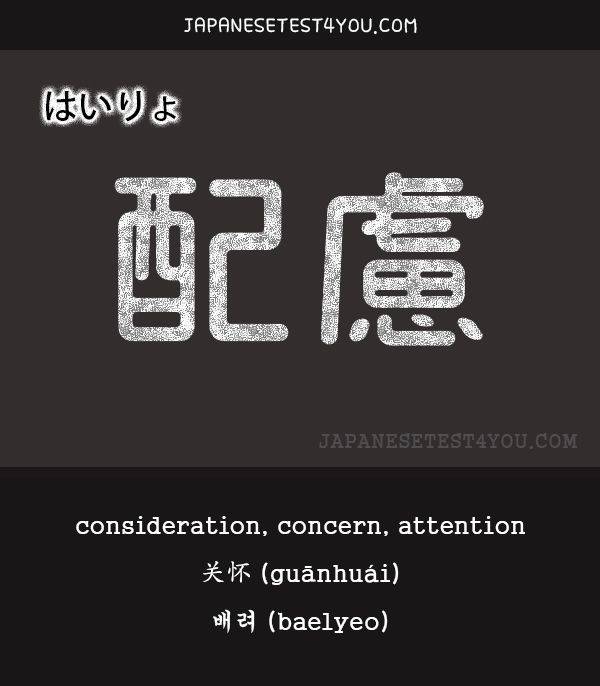 JAPANESETEST4YOU.COM
はいりょ
配慮
JAPANESETEST4YOU.COM
consideration, concern, attention
关怀 (guānhuái)
배려 (baelyeo)